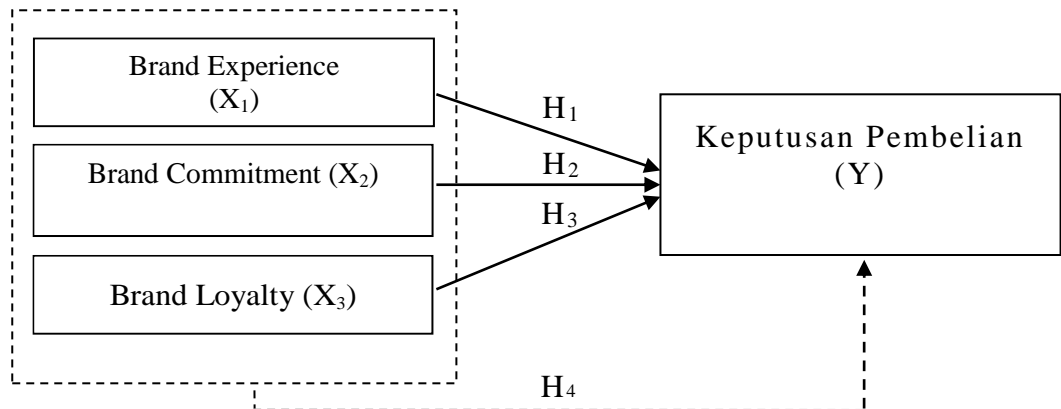 Brand Experience
(X₁)
H₁
Keputusan Pembelian
(Y)
Brand Commitment (X₂)
H₂
H₃
Brand Loyalty (X₃)
H₄